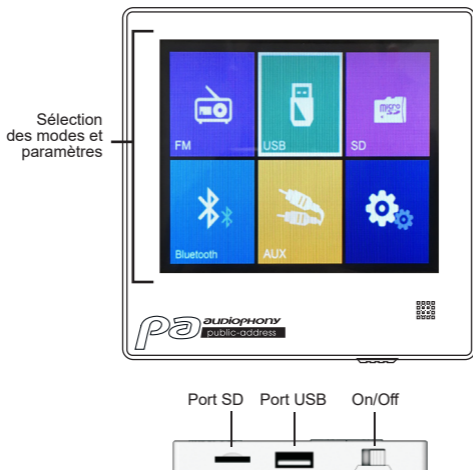 Sélection
des modes et
paramètres
FM
USB
micro
SD
Bluetooth
AUX
pa audiophony
public-address
Port SD
Port USB
On/Off